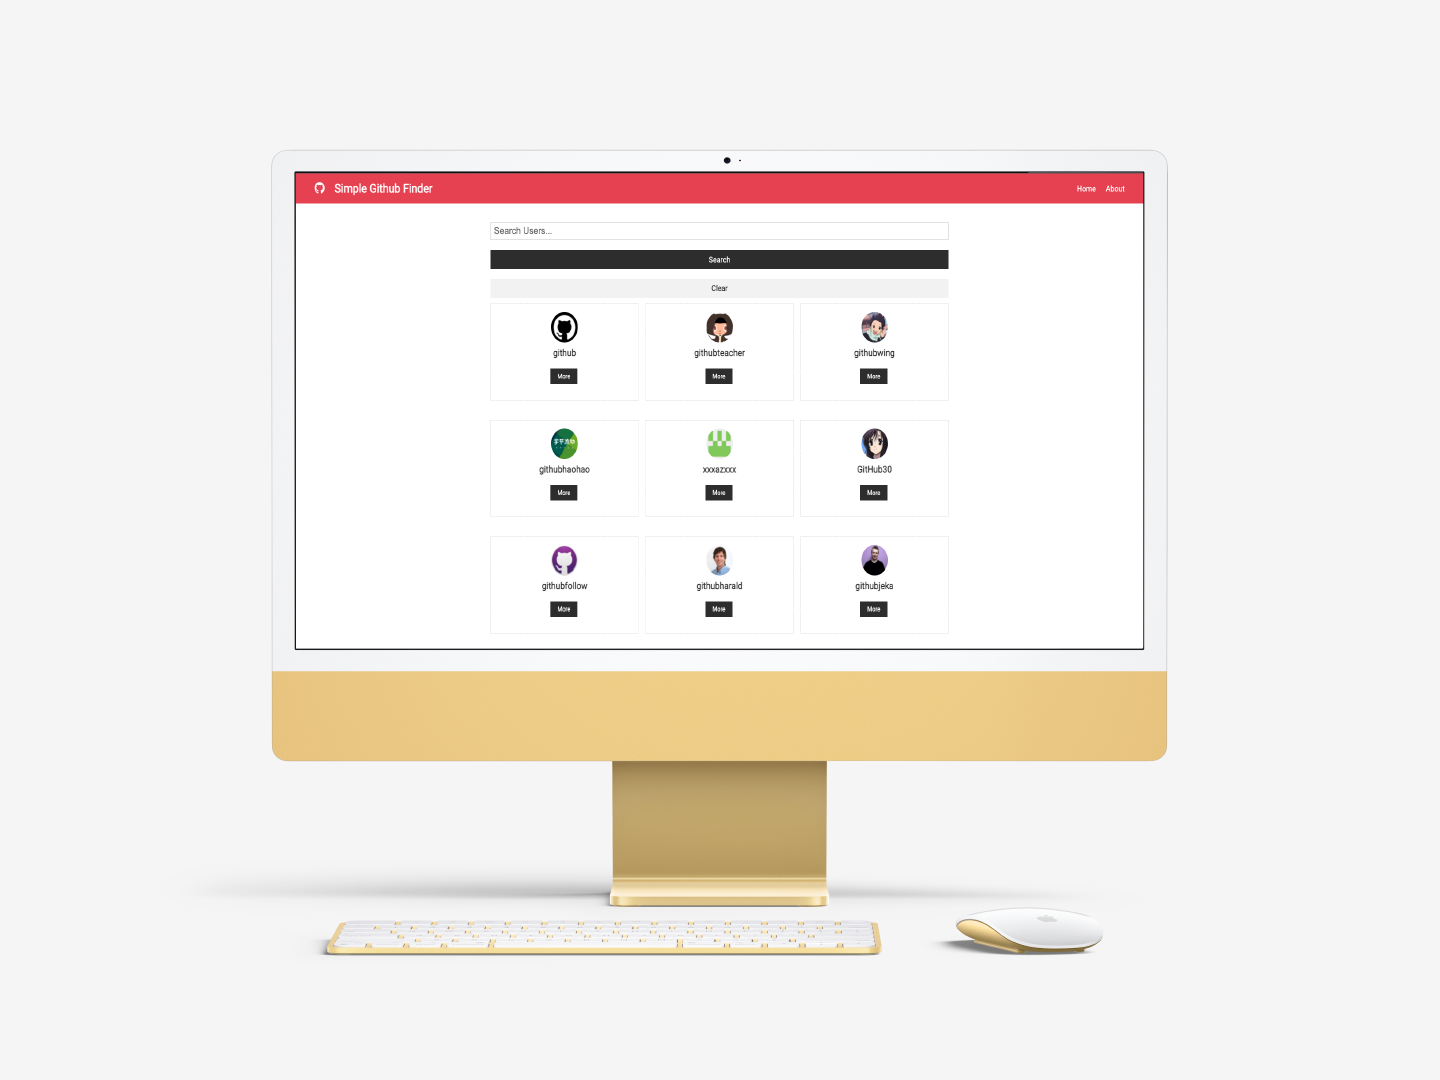 Simple Github Finder
Home About
Search Users...
Search
Clear
github
githubteacher
githubwing
More
More
More
githubhaohao
xxxazxxx
GitHub30
More
More
More
githubfollow
githubharald
githubjeka
More
More
More